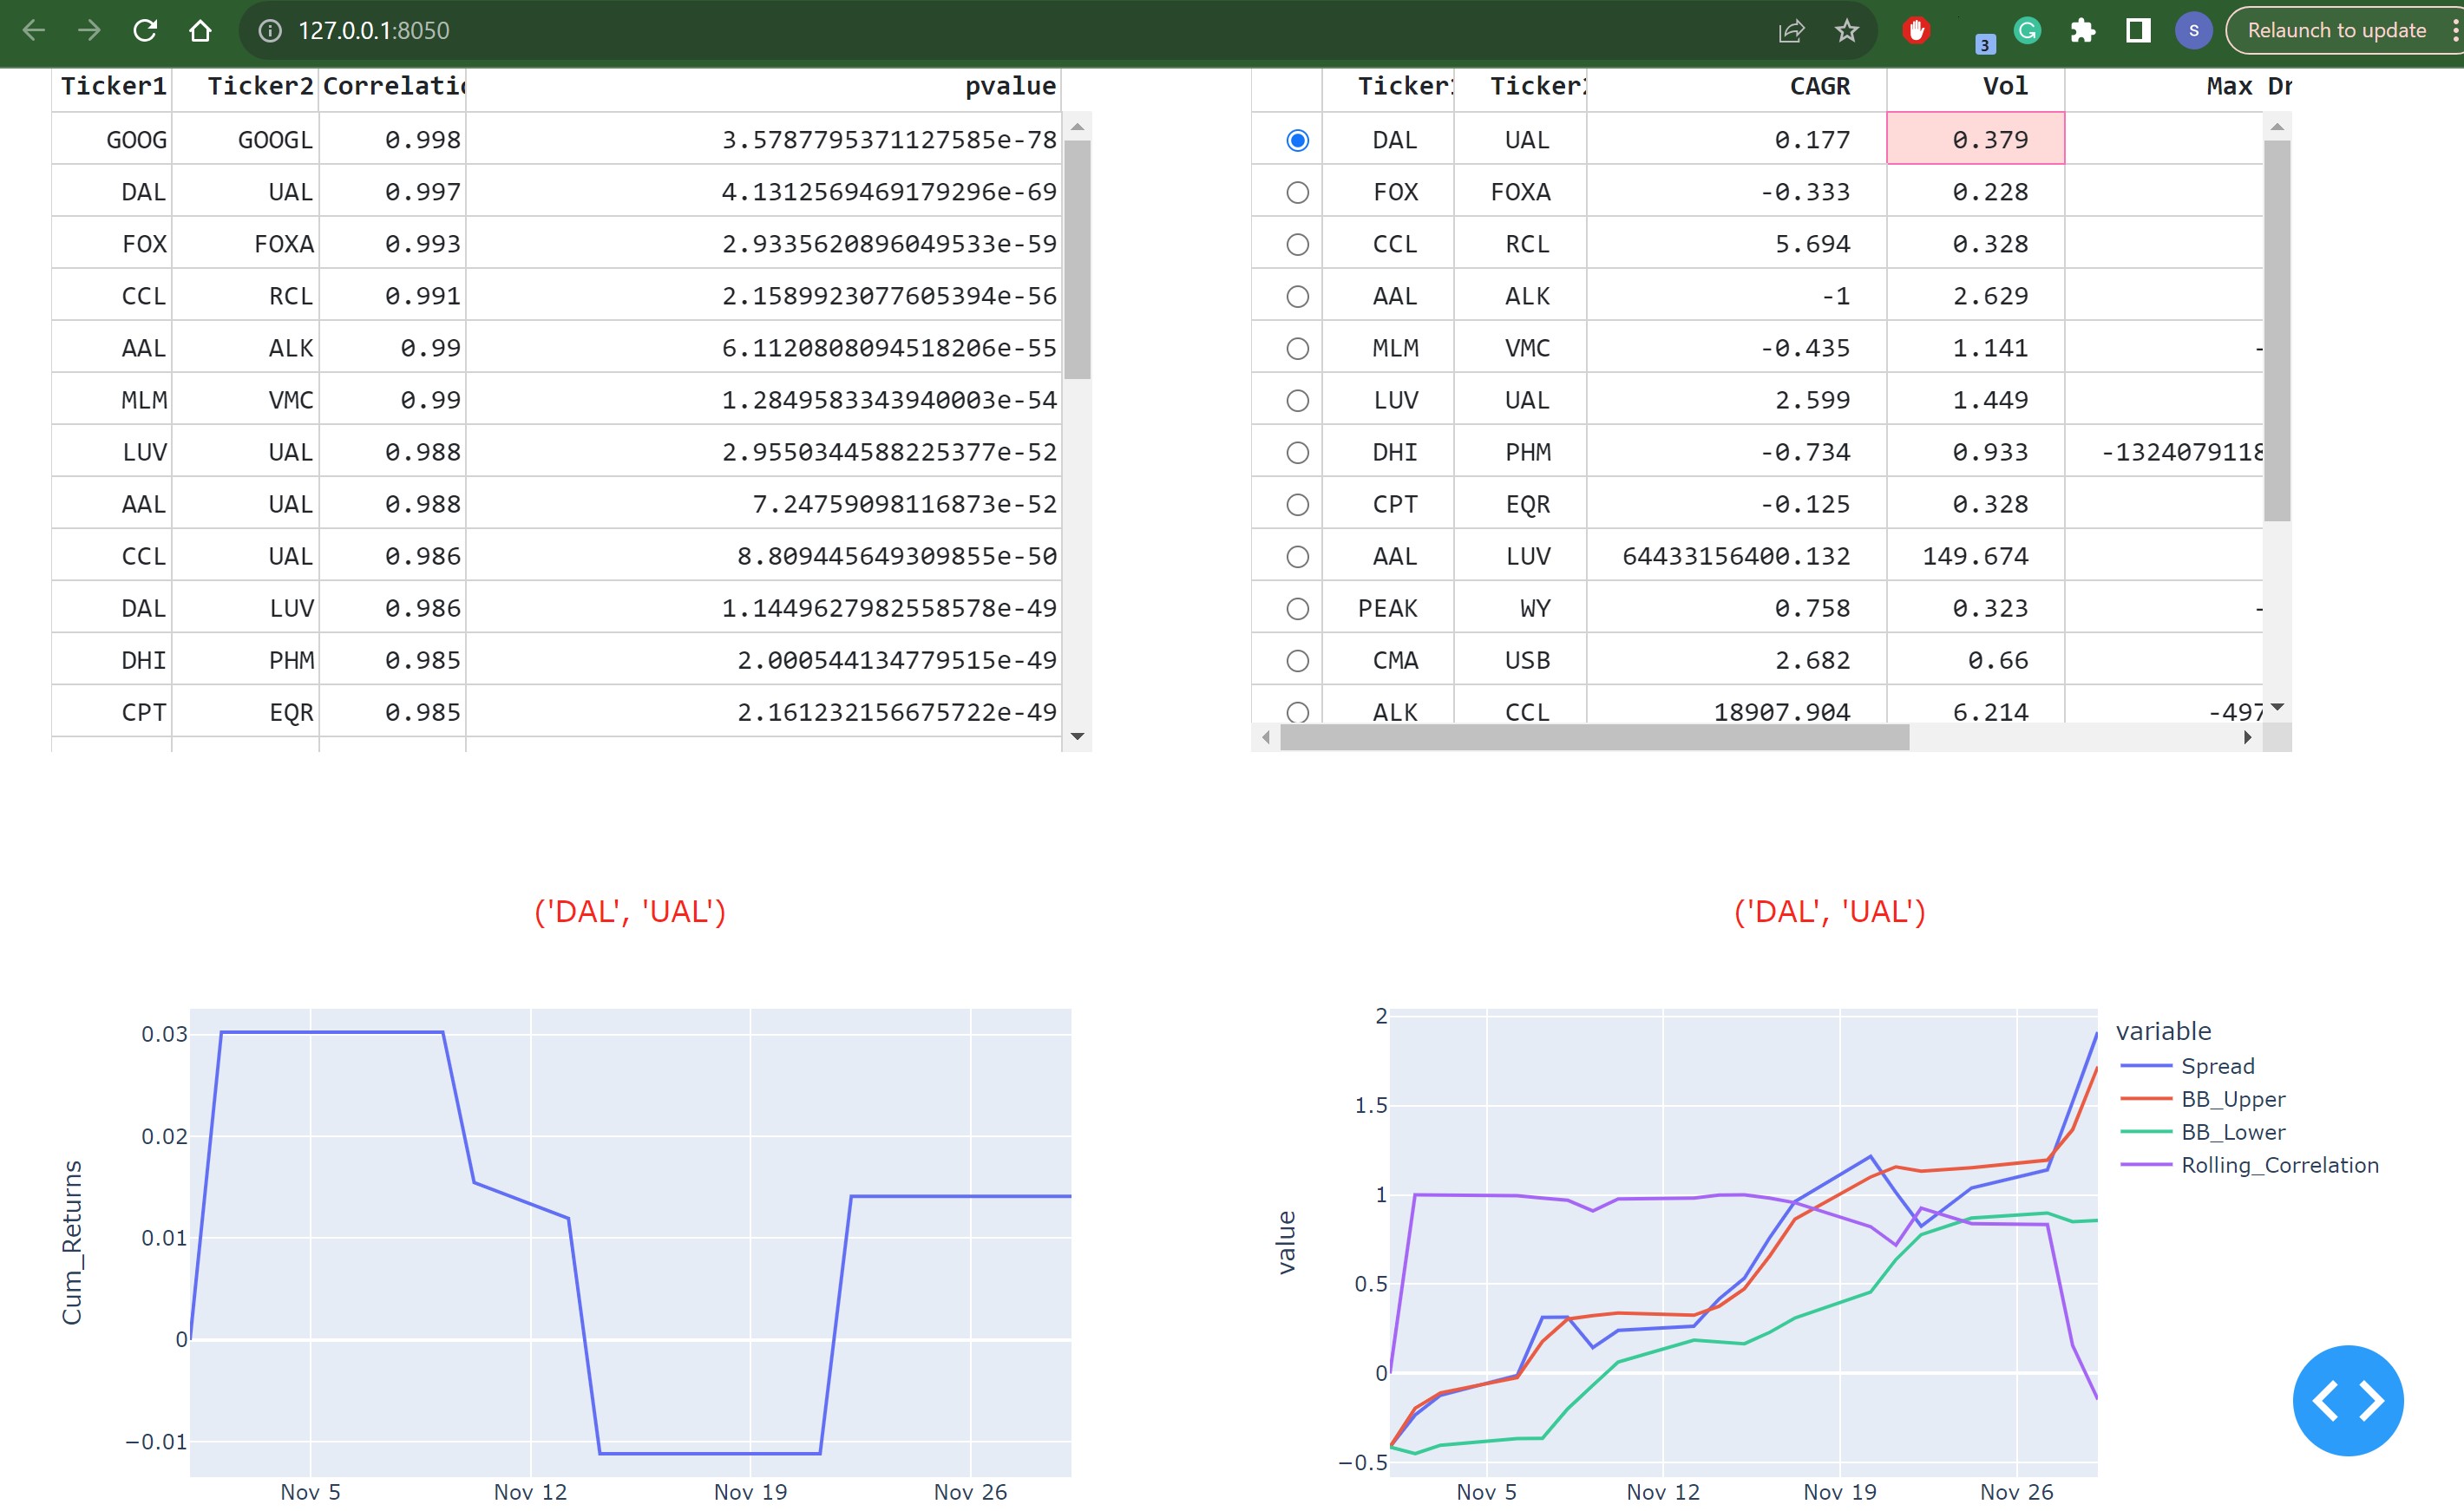 127.0.0.1:8050
3
S
Relaunch to update
Ticker1 Ticker2 Correlatio pvalue
GOOG GOOGL 0.998 3.5787795371127585e-78
DAL UAL 0.997 4.1312569469179296e-69
FOX FOXA 0.993 2.9335620896049533e-59
CCL RCL 0.991 2.1589923077605394e-56
AAL ALK 0.99 6.1120808094518206e-55
MLM VMC 0.99 1.2849583343940003e-54
LUV UAL 0.988 2.9550344588225377e-52
AAL UAL 0.988 7.24759098116873e-52
CCL UAL 0.986 8.809445649309855e-50
DAL LUV 0.986 1.1449627982558578e-49
DHI PHM 0.985 2.000544134779515e-49
CPT EQR 0.985 2.161232156675722e-49
Ticker1 Ticker2 CAGR Vol Max Dr
DAL UAL 0.177 0.379
FOX FOXA -0.333 0.228
CCL RCL 5.694 0.328
AAL ALK -1 2.629
MLM VMC -0.435 1.141 -
LUV UAL 2.599 1.449
DHI PHM -0.734 0.933 -1324079118
CPT EQR -0.125 0.328
AAL LUV 64433156400.132 149.674
PEAK WY 0.758 0.323 -
CMA USB 2.682 0.66
ALK CCL 18907.904 6.214 -497
('DAL', 'UAL')
0.03
0.02
0.01
0
−0.01
Cum_Returns
Nov 5 Nov 12 Nov 19 Nov 26
('DAL', 'UAL')
2
1.5
1
0.5
0
−0.5
value
Nov 5 Nov 12 Nov 19 Nov 26
variable
Spread
BB_Upper
BB_Lower
Rolling_Correlation